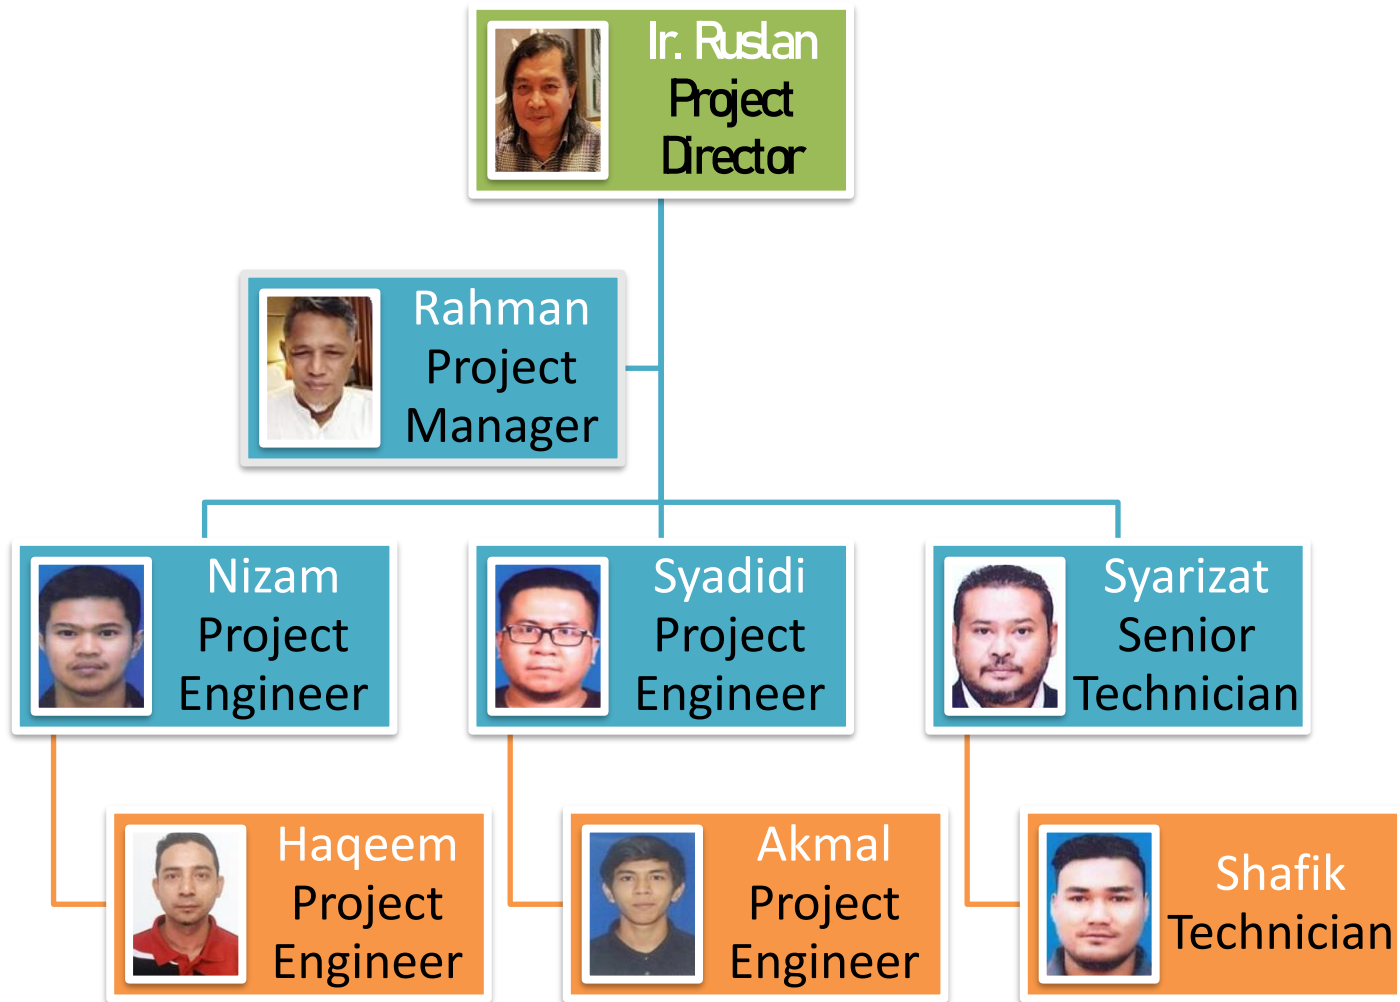 Ir. Ruslan
Project
Director
Rahman
Project
Manager
Nizam
Project
Engineer
Syadidi
Project
Engineer
Syarizat
Senior
Technician
Haqeem
Project
Engineer
Akmal
Project
Engineer
Shafik
Technician